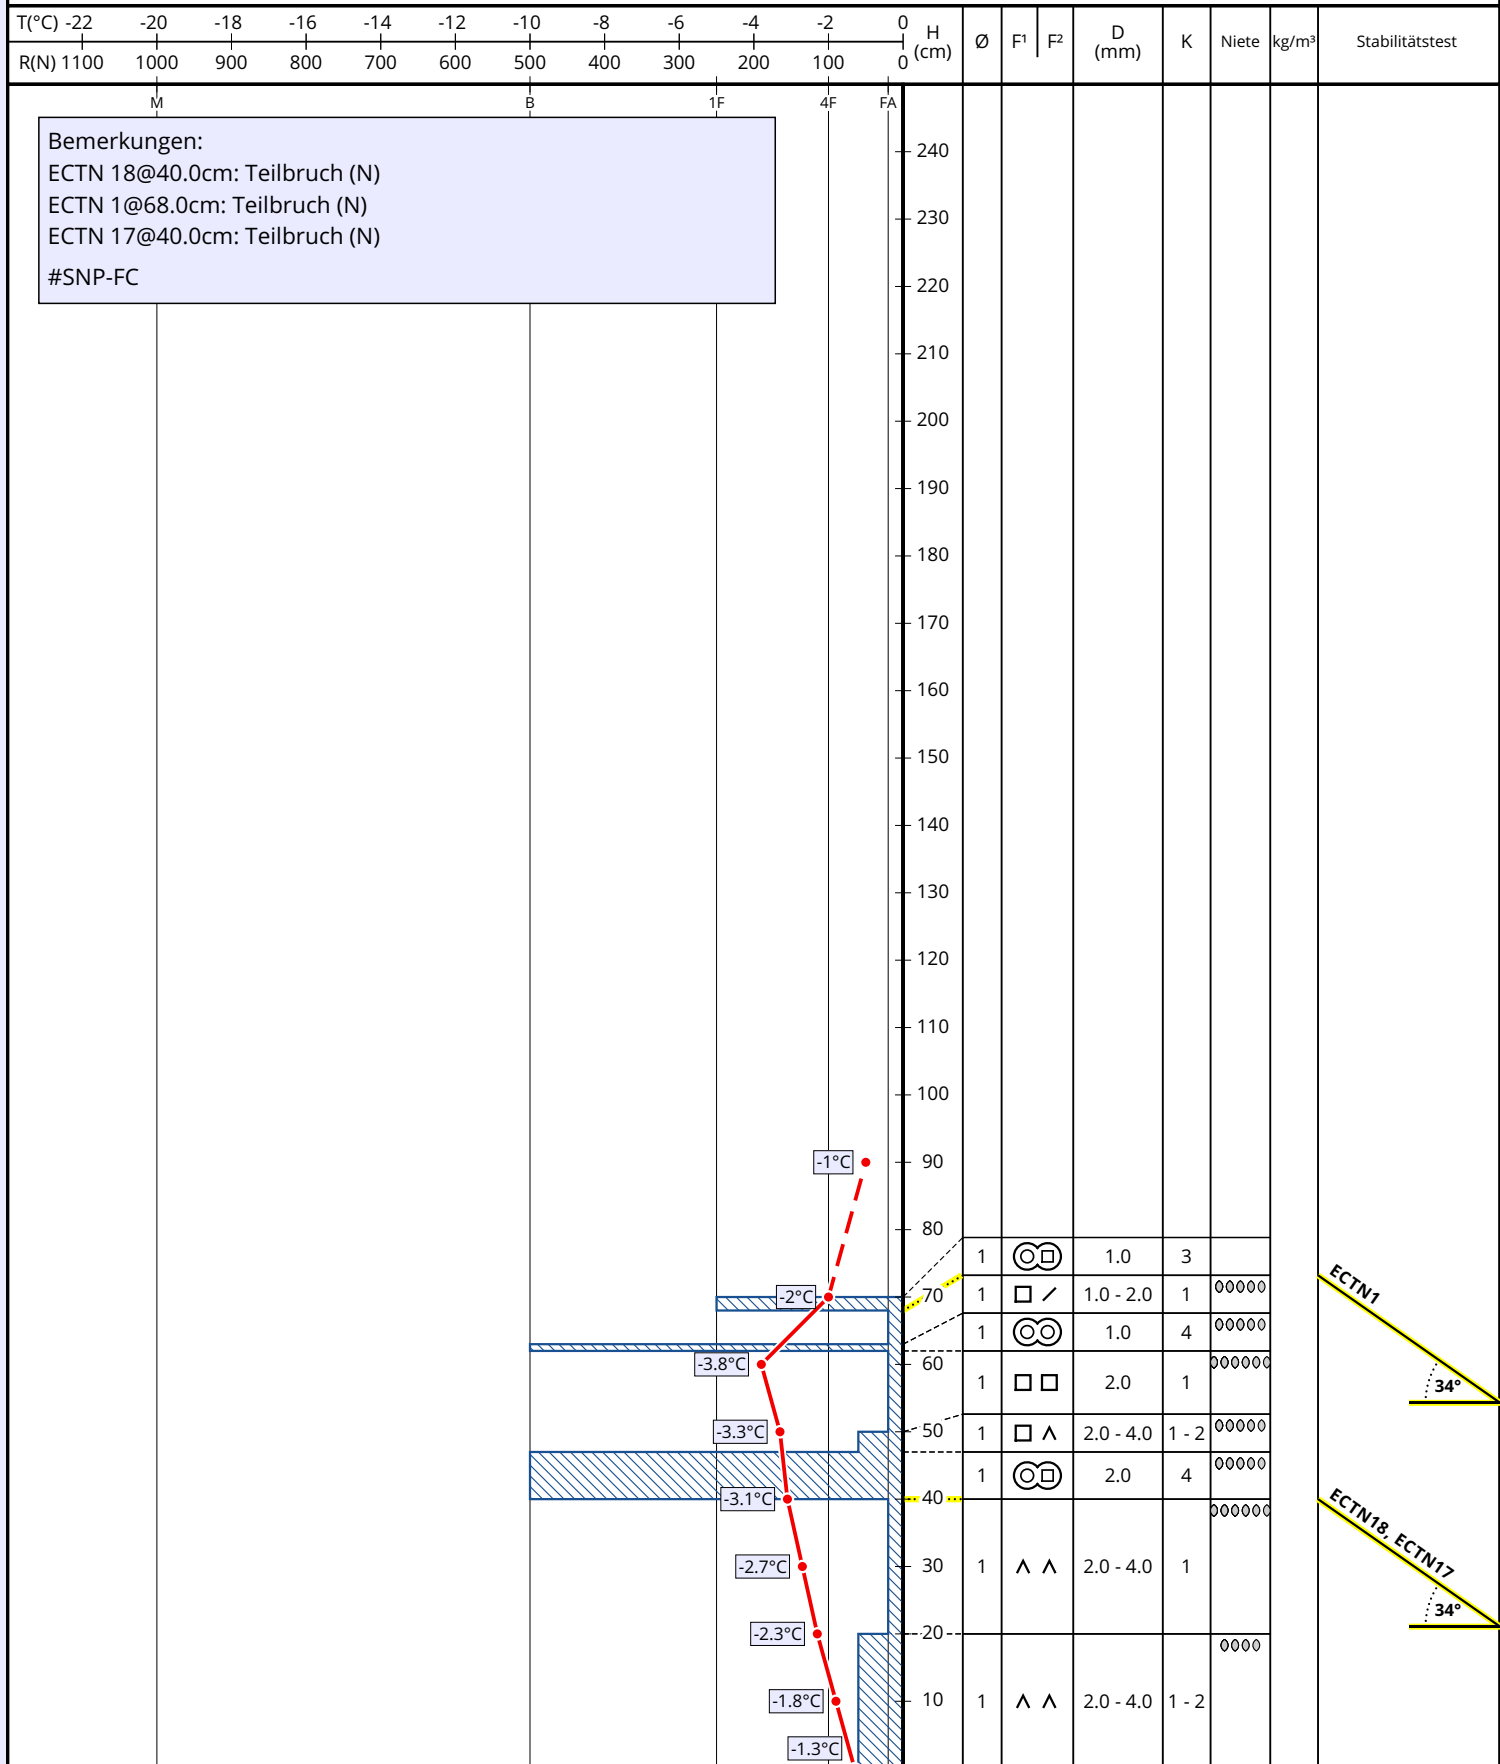 T(°C) -22 -20 -18 -16 -14 -12 -10 -8 -6 -4 -2 0
R(N) 1100 1000 900 800 700 600 500 400 300 200 100 0
H (cm) Ø F¹ F² D (mm) K Niete kg/m³ Stabilitätstest
M B 1F 4F FA
Bemerkungen:
ECTN 18@40.0cm: Teilbruch (N)
ECTN 1@68.0cm: Teilbruch (N)
ECTN 17@40.0cm: Teilbruch (N)
#SNP-FC
240
230
220
210
200
190
180
170
160
150
140
130
120
110
100
-1°C 90
80
1 1.0 3
-2°C 70 1 1.0 - 2.0 1
ECTN1
1 1.0 4
-3.8°C 60
1 2.0 1
34°
-3.3°C 50 1 2.0 - 4.0 1 - 2
1 2.0 4
-3.1°C 40
ECTN18, ECTN17
-2.7°C 30 1 2.0 - 4.0 1
34°
-2.3°C 20
-1.8°C 10 1 2.0 - 4.0 1 - 2
-1.3°C